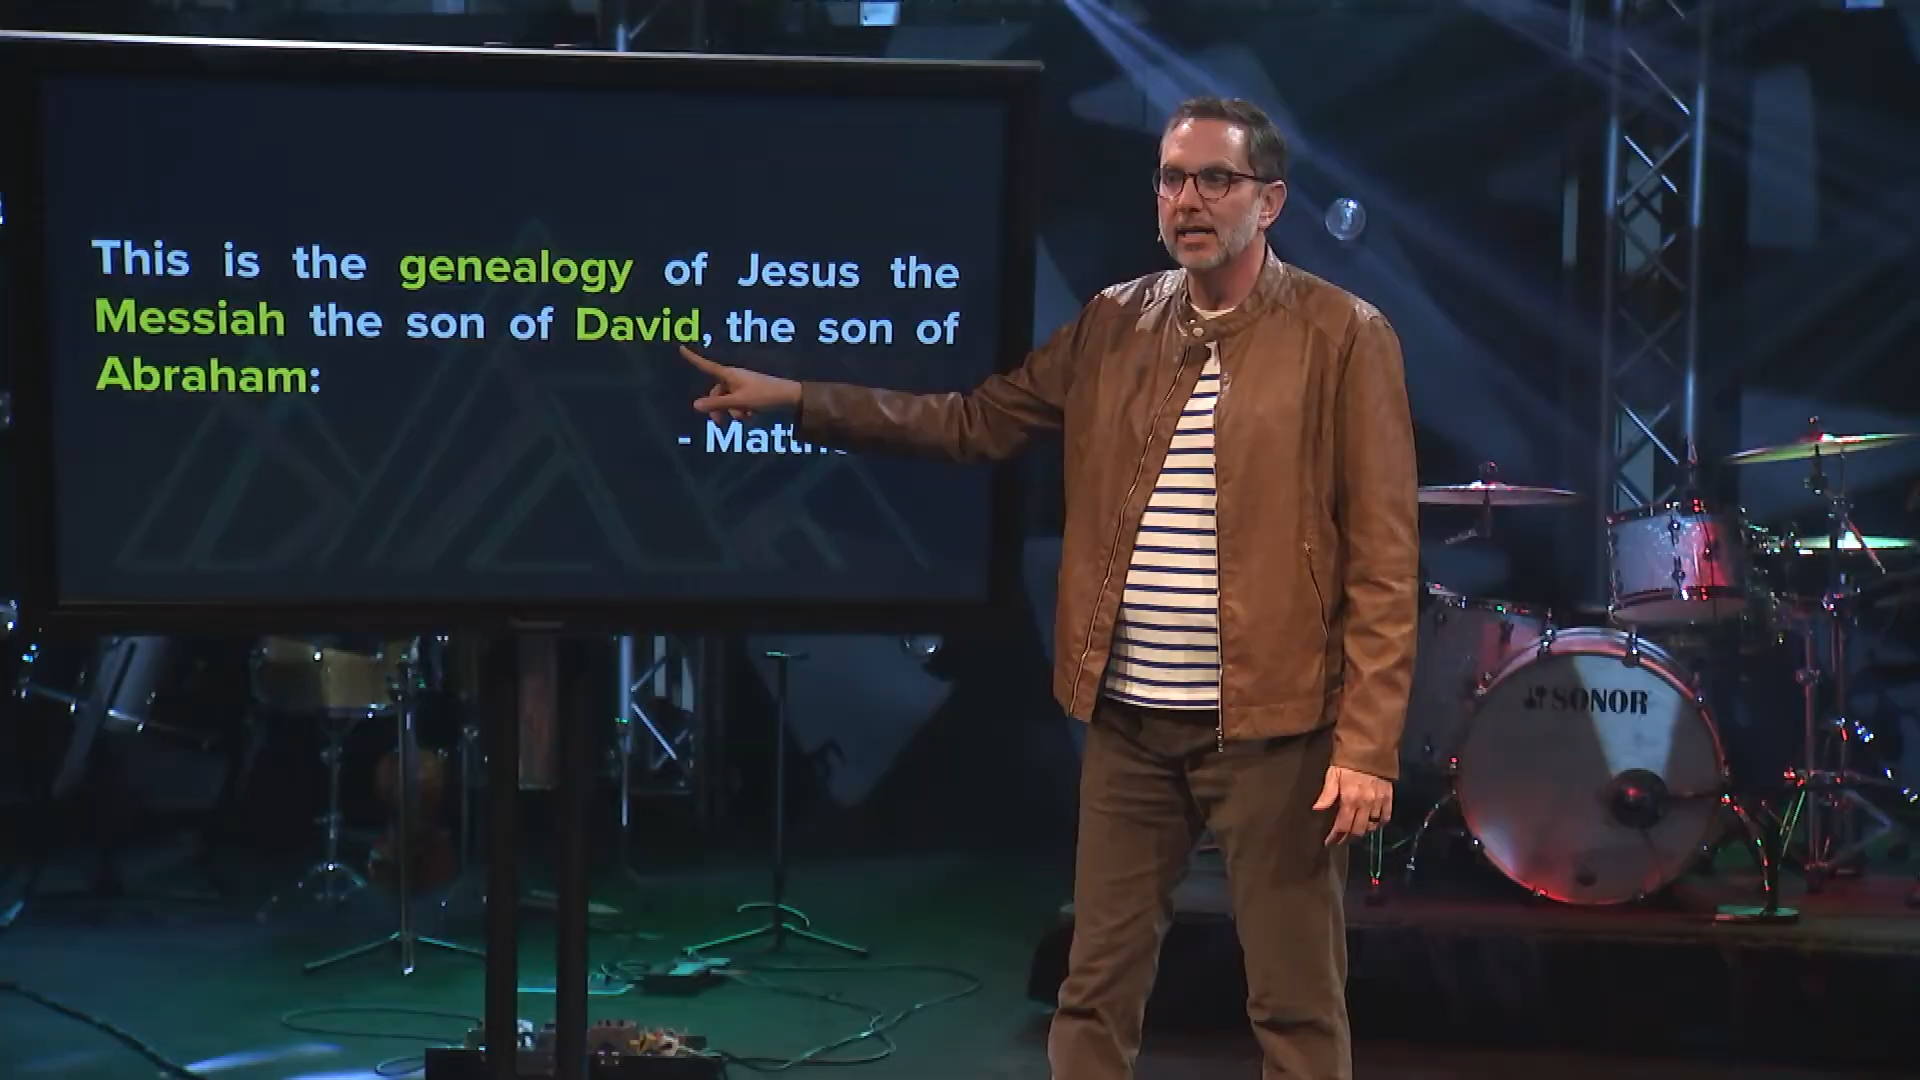 This is the genealogy of Jesus the
Messiah the son of David, the son of
Abraham:
SONOR